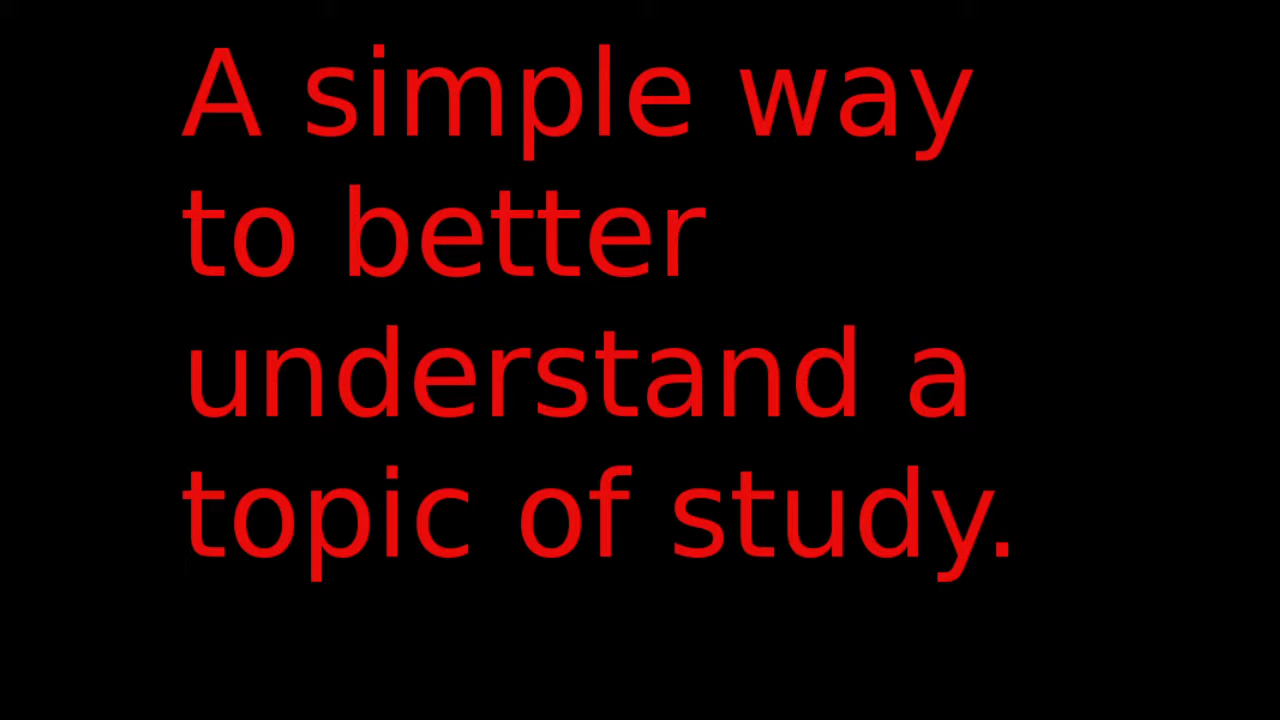 A simple way
to better
understand a
topic of study.